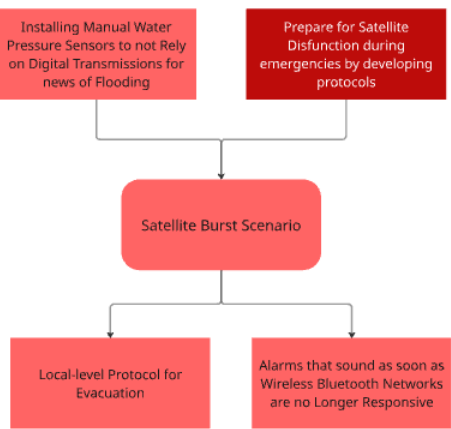 Installing Manual Water
Pressure Sensors to not Rely
on Digital Transmissions for
news of Flooding
Prepare for Satellite
Disfunction during
emergencies by developing
protocols
Satellite Burst Scenario
Local-level Protocol for
Evacuation
Alarms that sound as soon as
Wireless Bluetooth Networks
are no Longer Responsive